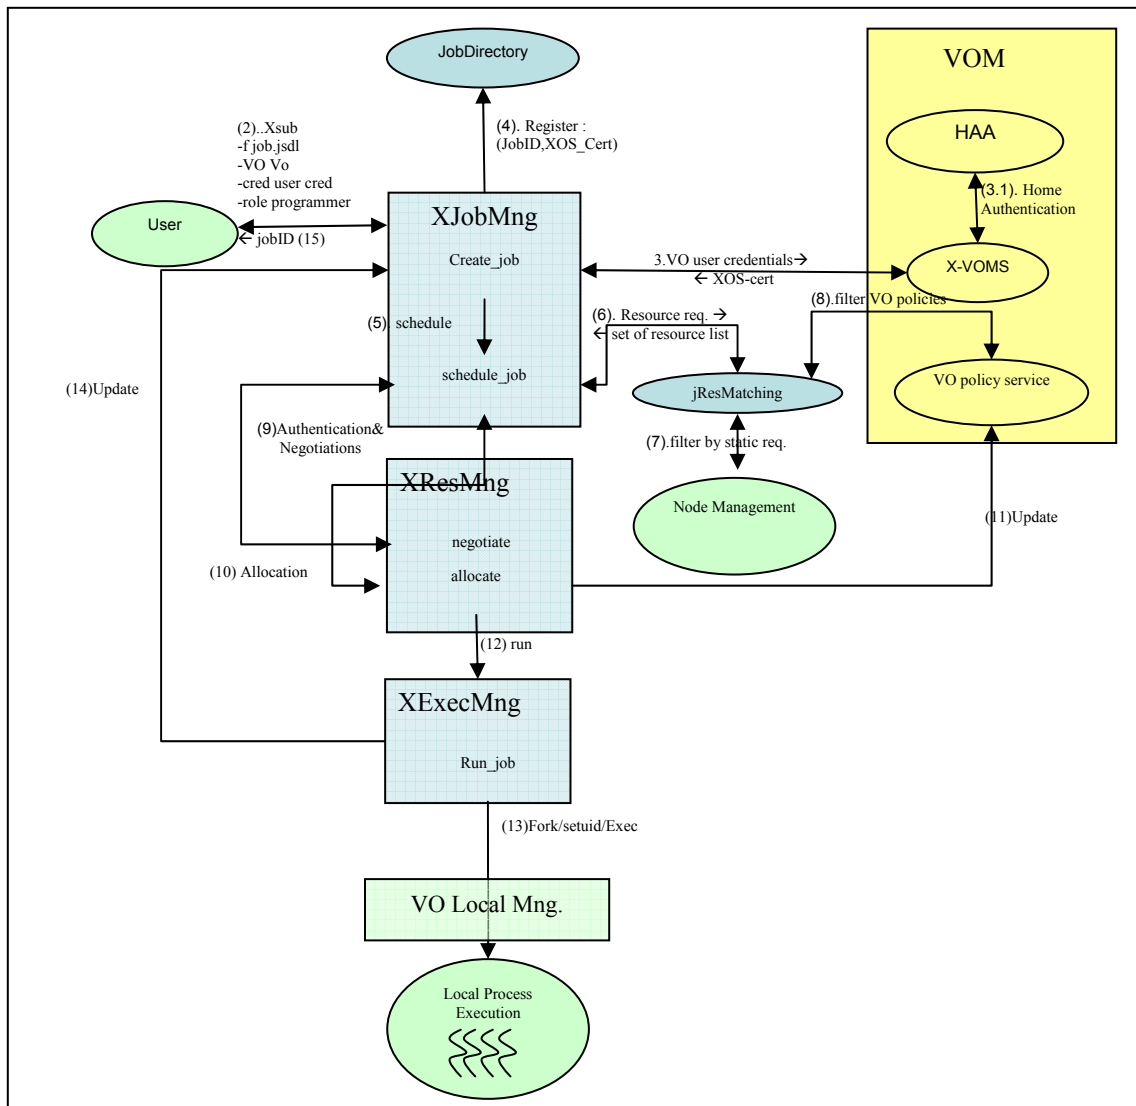 JobDirectory
VOM
(2)..Xsub
-f job.jsdl
-VO Vo
-cred user cred
-role programmer
(4). Register :
(JobID,XOS_Cert)
HAA
(3.1). Home
Authentication
User
← jobID (15)
XJobMng
Create_job
3.VO user credentials→
← XOS-cert
X-VOMS
(5). schedule
(6). Resource req. →
← set of resource list
(8).filter VO policies
schedule_job
jResMatching
VO policy service
(14)Update
(9)Authentication&
Negotiations
(7).filter by static req.
XResMng
Node Management
(11)Update
negotiate
(10) Allocation
allocate
(12) run
XExecMng
Run_job
(13)Fork/setuid/Exec
VO Local Mng.
Local Process
Execution